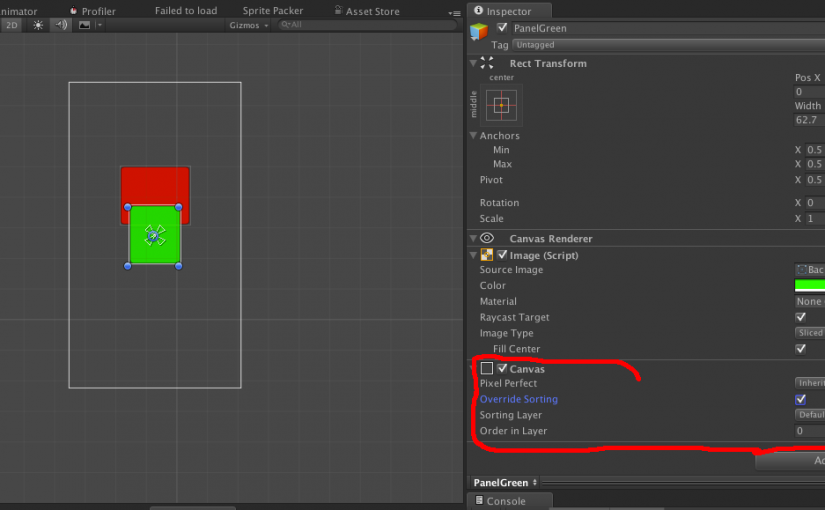 nimator Profiler Failed to load Sprite Packer Asset Store
2D Gizmos All
Inspector
PanelGreen
Tag Untagged
Rect Transform
center
middle
Pos X
0
Width
62.7
Anchors
Min X 0.5
Max X 0.5
Pivot X 0.5
Rotation X 0
Scale X 1
Canvas Renderer
Image (Script)
Source Image Bac
Color
Material None
Raycast Target
Image Type Sliced
Fill Center
Canvas
Pixel Perfect Inherit
Override Sorting
Sorting Layer Default
Order in Layer 0
Ad
PanelGreen
Console